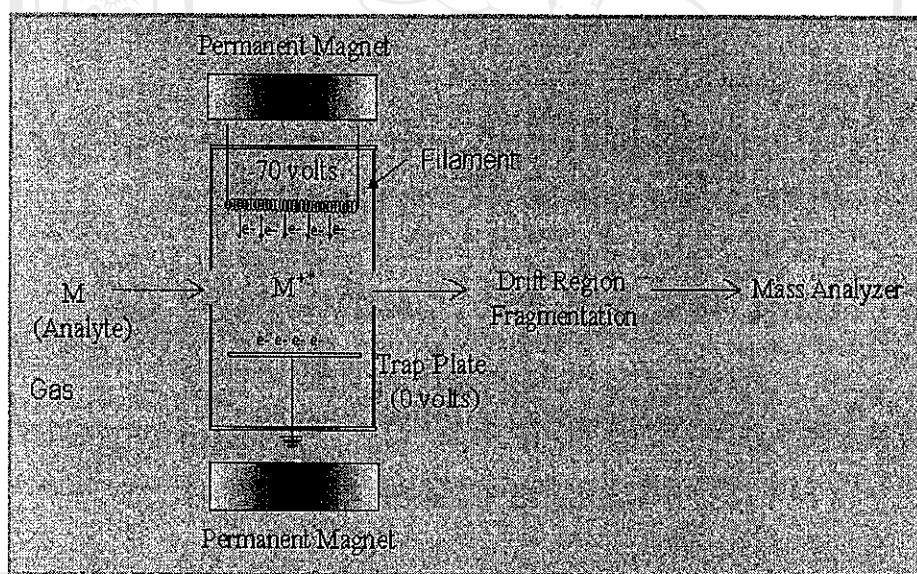 Permanent Magnet
Filament
-70 volts
e- e- e- e- e-
M
(Analyte)
M+*
Drift Region
Fragmentation
Mass Analyzer
e- e- e- e-
Trap Plate
(0 volts)
Gas
Permanent Magnet